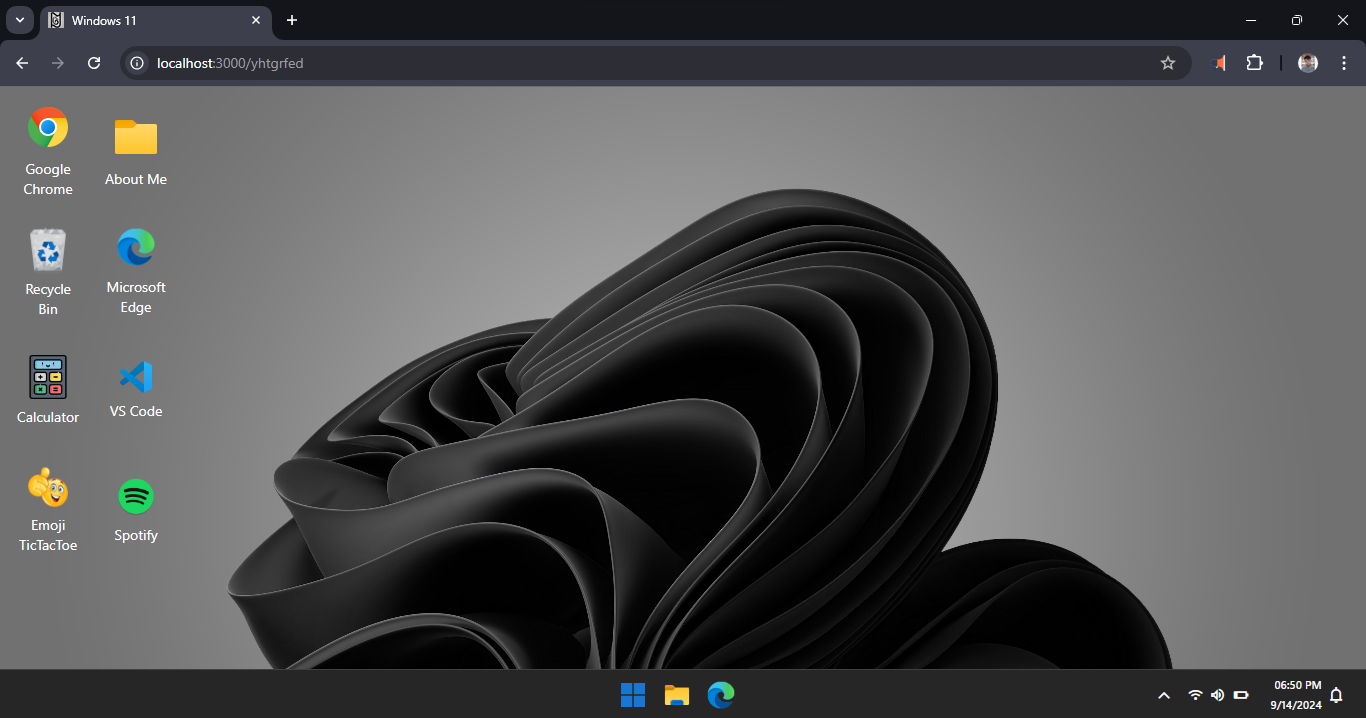 Windows 11
localhost:3000/yhtgrfed
Google
Chrome
About Me
Recycle
Bin
Microsoft
Edge
Calculator
VS Code
Emoji
TicTacToe
Spotify
06:50 PM
9/14/2024